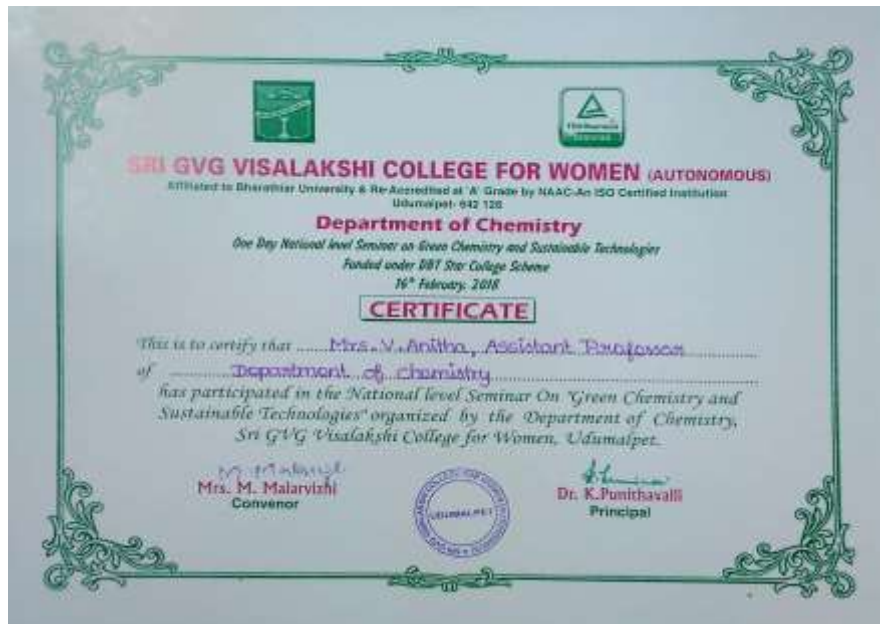 SRI GVG VISALAKSHI COLLEGE FOR WOMEN (AUTONOMOUS)
Affiliated to Bharathiar University & Re-Accredited at 'A' Grade by NAAC-An ISO Certified Institution
Udumalpet- 642 128
Department of Chemistry
One Day National level Seminar on Green Chemistry and Sustainable Technologies
Funded under DBT Star College Scheme
16th February, 2018
CERTIFICATE
This is to certify that Mrs. V. Anitha, Assistant Professor
of Department of chemistry
has participated in the National level Seminar On "Green Chemistry and
Sustainable Technologies" organized by the Department of Chemistry,
Sri GVG Visalakshi College for Women, Udumalpet.
Mrs. M. Malarvizhi
Convenor
UDUMALPET
Dr. K.Punithavalli
Principal